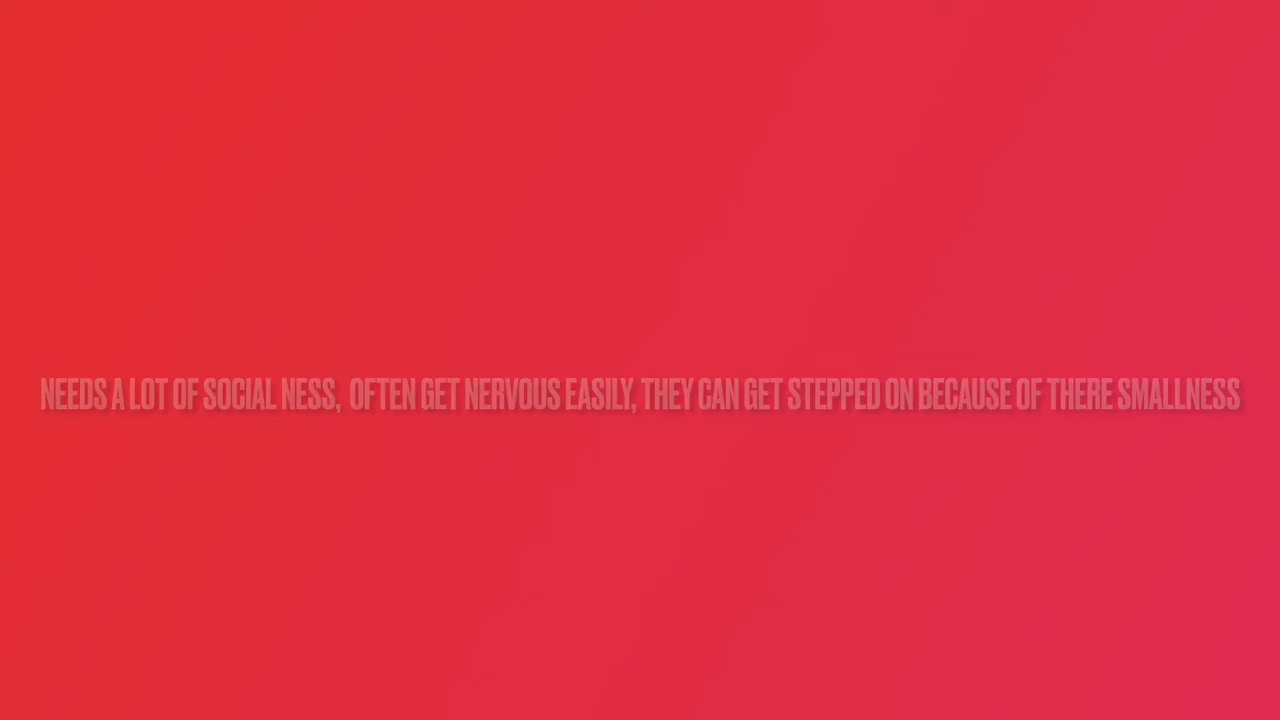 NEEDS A LOT OF SOCIAL NESS, OFTEN GET NERVOUS EASILY, THEY CAN GET STEPPED ON BECAUSE OF THERE SMALLNESS